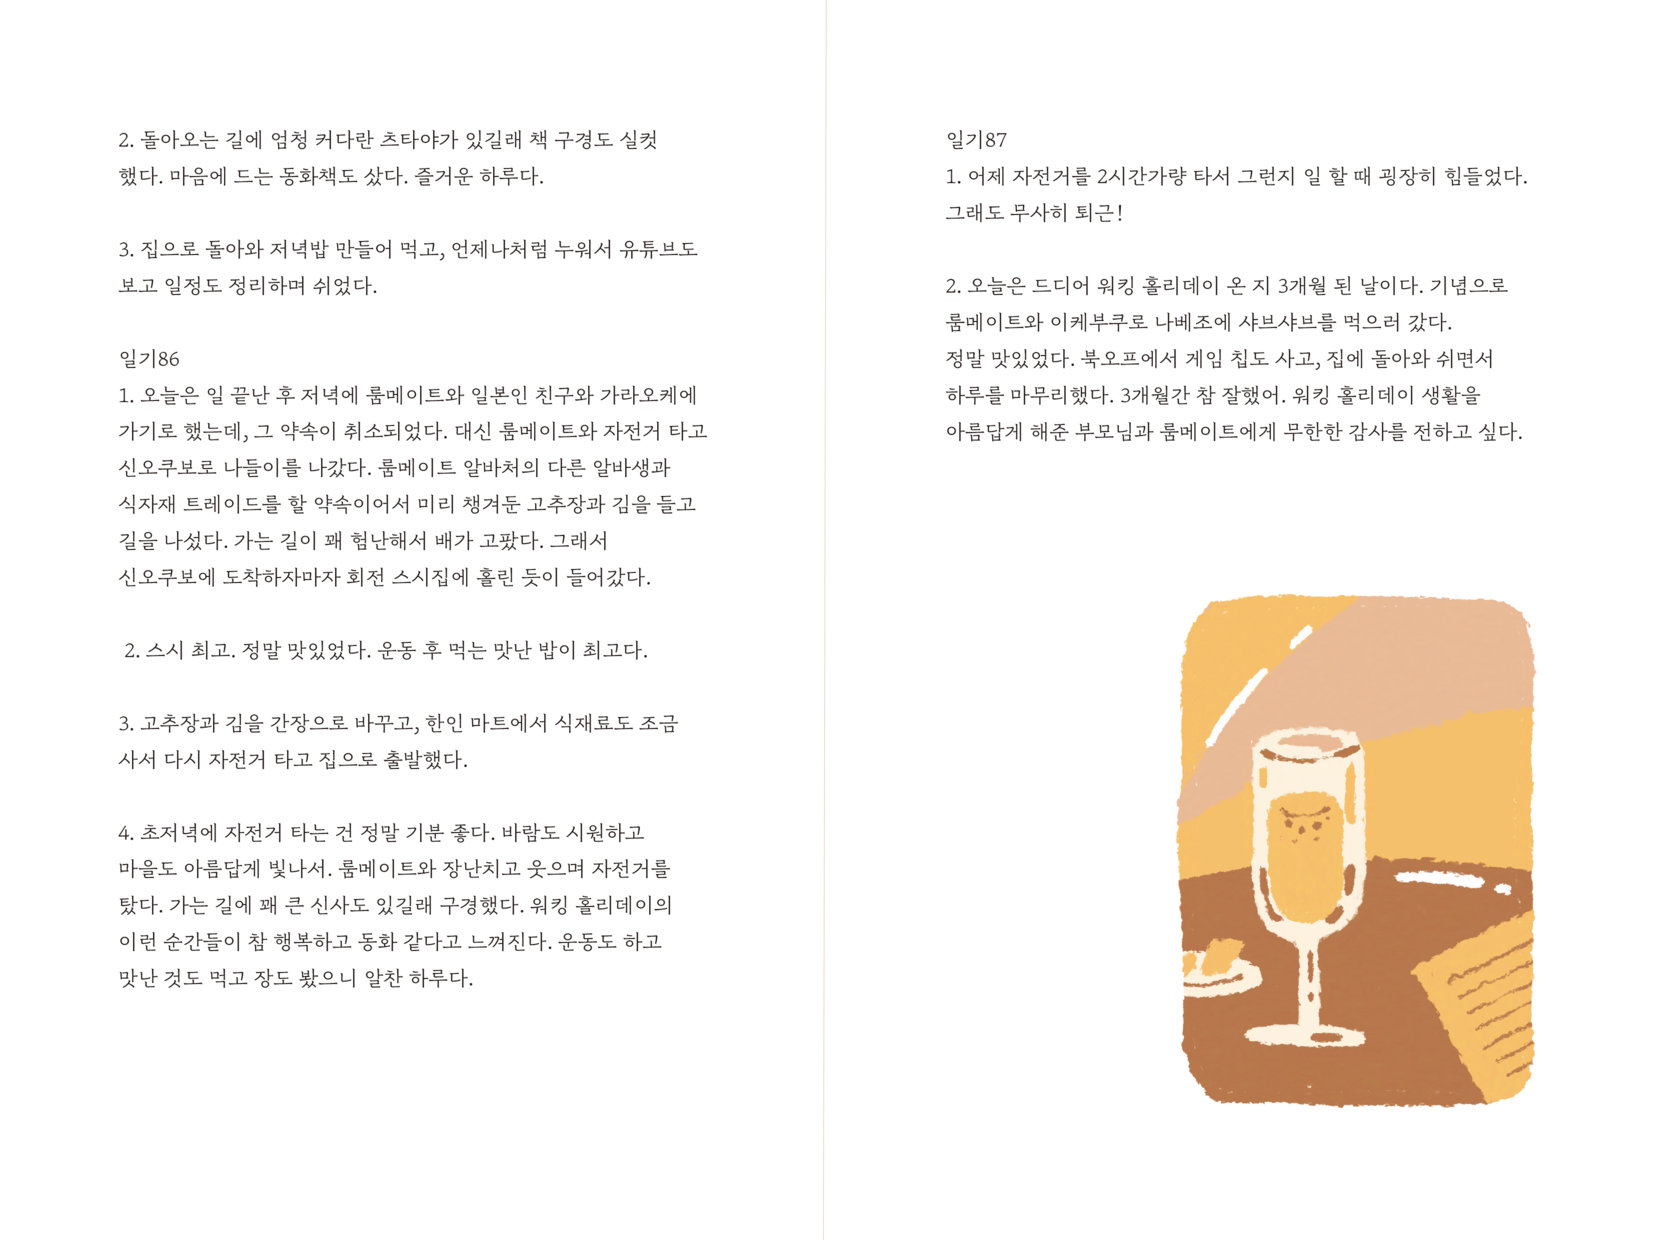 2. 돌아오는 길에 엄청 커다란 츠타야가 있길래 책 구경도 실컷
했다. 마음에 드는 동화책도 샀다. 즐거운 하루다.
3. 집으로 돌아와 저녁밥 만들어 먹고, 언제나처럼 누워서 유튜브도
보고 일정도 정리하며 쉬었다.
일기86
1. 오늘은 일 끝난 후 저녁에 룸메이트와 일본인 친구와 가라오케에
가기로 했는데, 그 약속이 취소되었다. 대신 룸메이트와 자전거 타고
신오쿠보로 나들이를 나갔다. 룸메이트 알바처의 다른 알바생과
식자재 트레이드를 할 약속이어서 미리 챙겨둔 고추장과 김을 들고
길을 나섰다. 가는 길이 꽤 험난해서 배가 고팠다. 그래서
신오쿠보에 도착하자마자 회전 스시집에 홀린 듯이 들어갔다.
2. 스시 최고. 정말 맛있었다. 운동 후 먹는 맛난 밥이 최고다.
3. 고추장과 김을 간장으로 바꾸고, 한인 마트에서 식재료도 조금
사서 다시 자전거 타고 집으로 출발했다.
4. 초저녁에 자전거 타는 건 정말 기분 좋다. 바람도 시원하고
마을도 아름답게 빛나서. 룸메이트와 장난치고 웃으며 자전거를
탔다. 가는 길에 꽤 큰 신사도 있길래 구경했다. 워킹 홀리데이의
이런 순간들이 참 행복하고 동화 같다고 느껴진다. 운동도 하고
맛난 것도 먹고 장도 봤으니 알찬 하루다.
일기87
1. 어제 자전거를 2시간가량 타서 그런지 일 할 때 굉장히 힘들었다.
그래도 무사히 퇴근!
2. 오늘은 드디어 워킹 홀리데이 온 지 3개월 된 날이다. 기념으로
룸메이트와 이케부쿠로 나베조에 샤브샤브를 먹으러 갔다.
정말 맛있었다. 북오프에서 게임 칩도 사고, 집에 돌아와 쉬면서
하루를 마무리했다. 3개월간 참 잘했어. 워킹 홀리데이 생활을
아름답게 해준 부모님과 룸메이트에게 무한한 감사를 전하고 싶다.